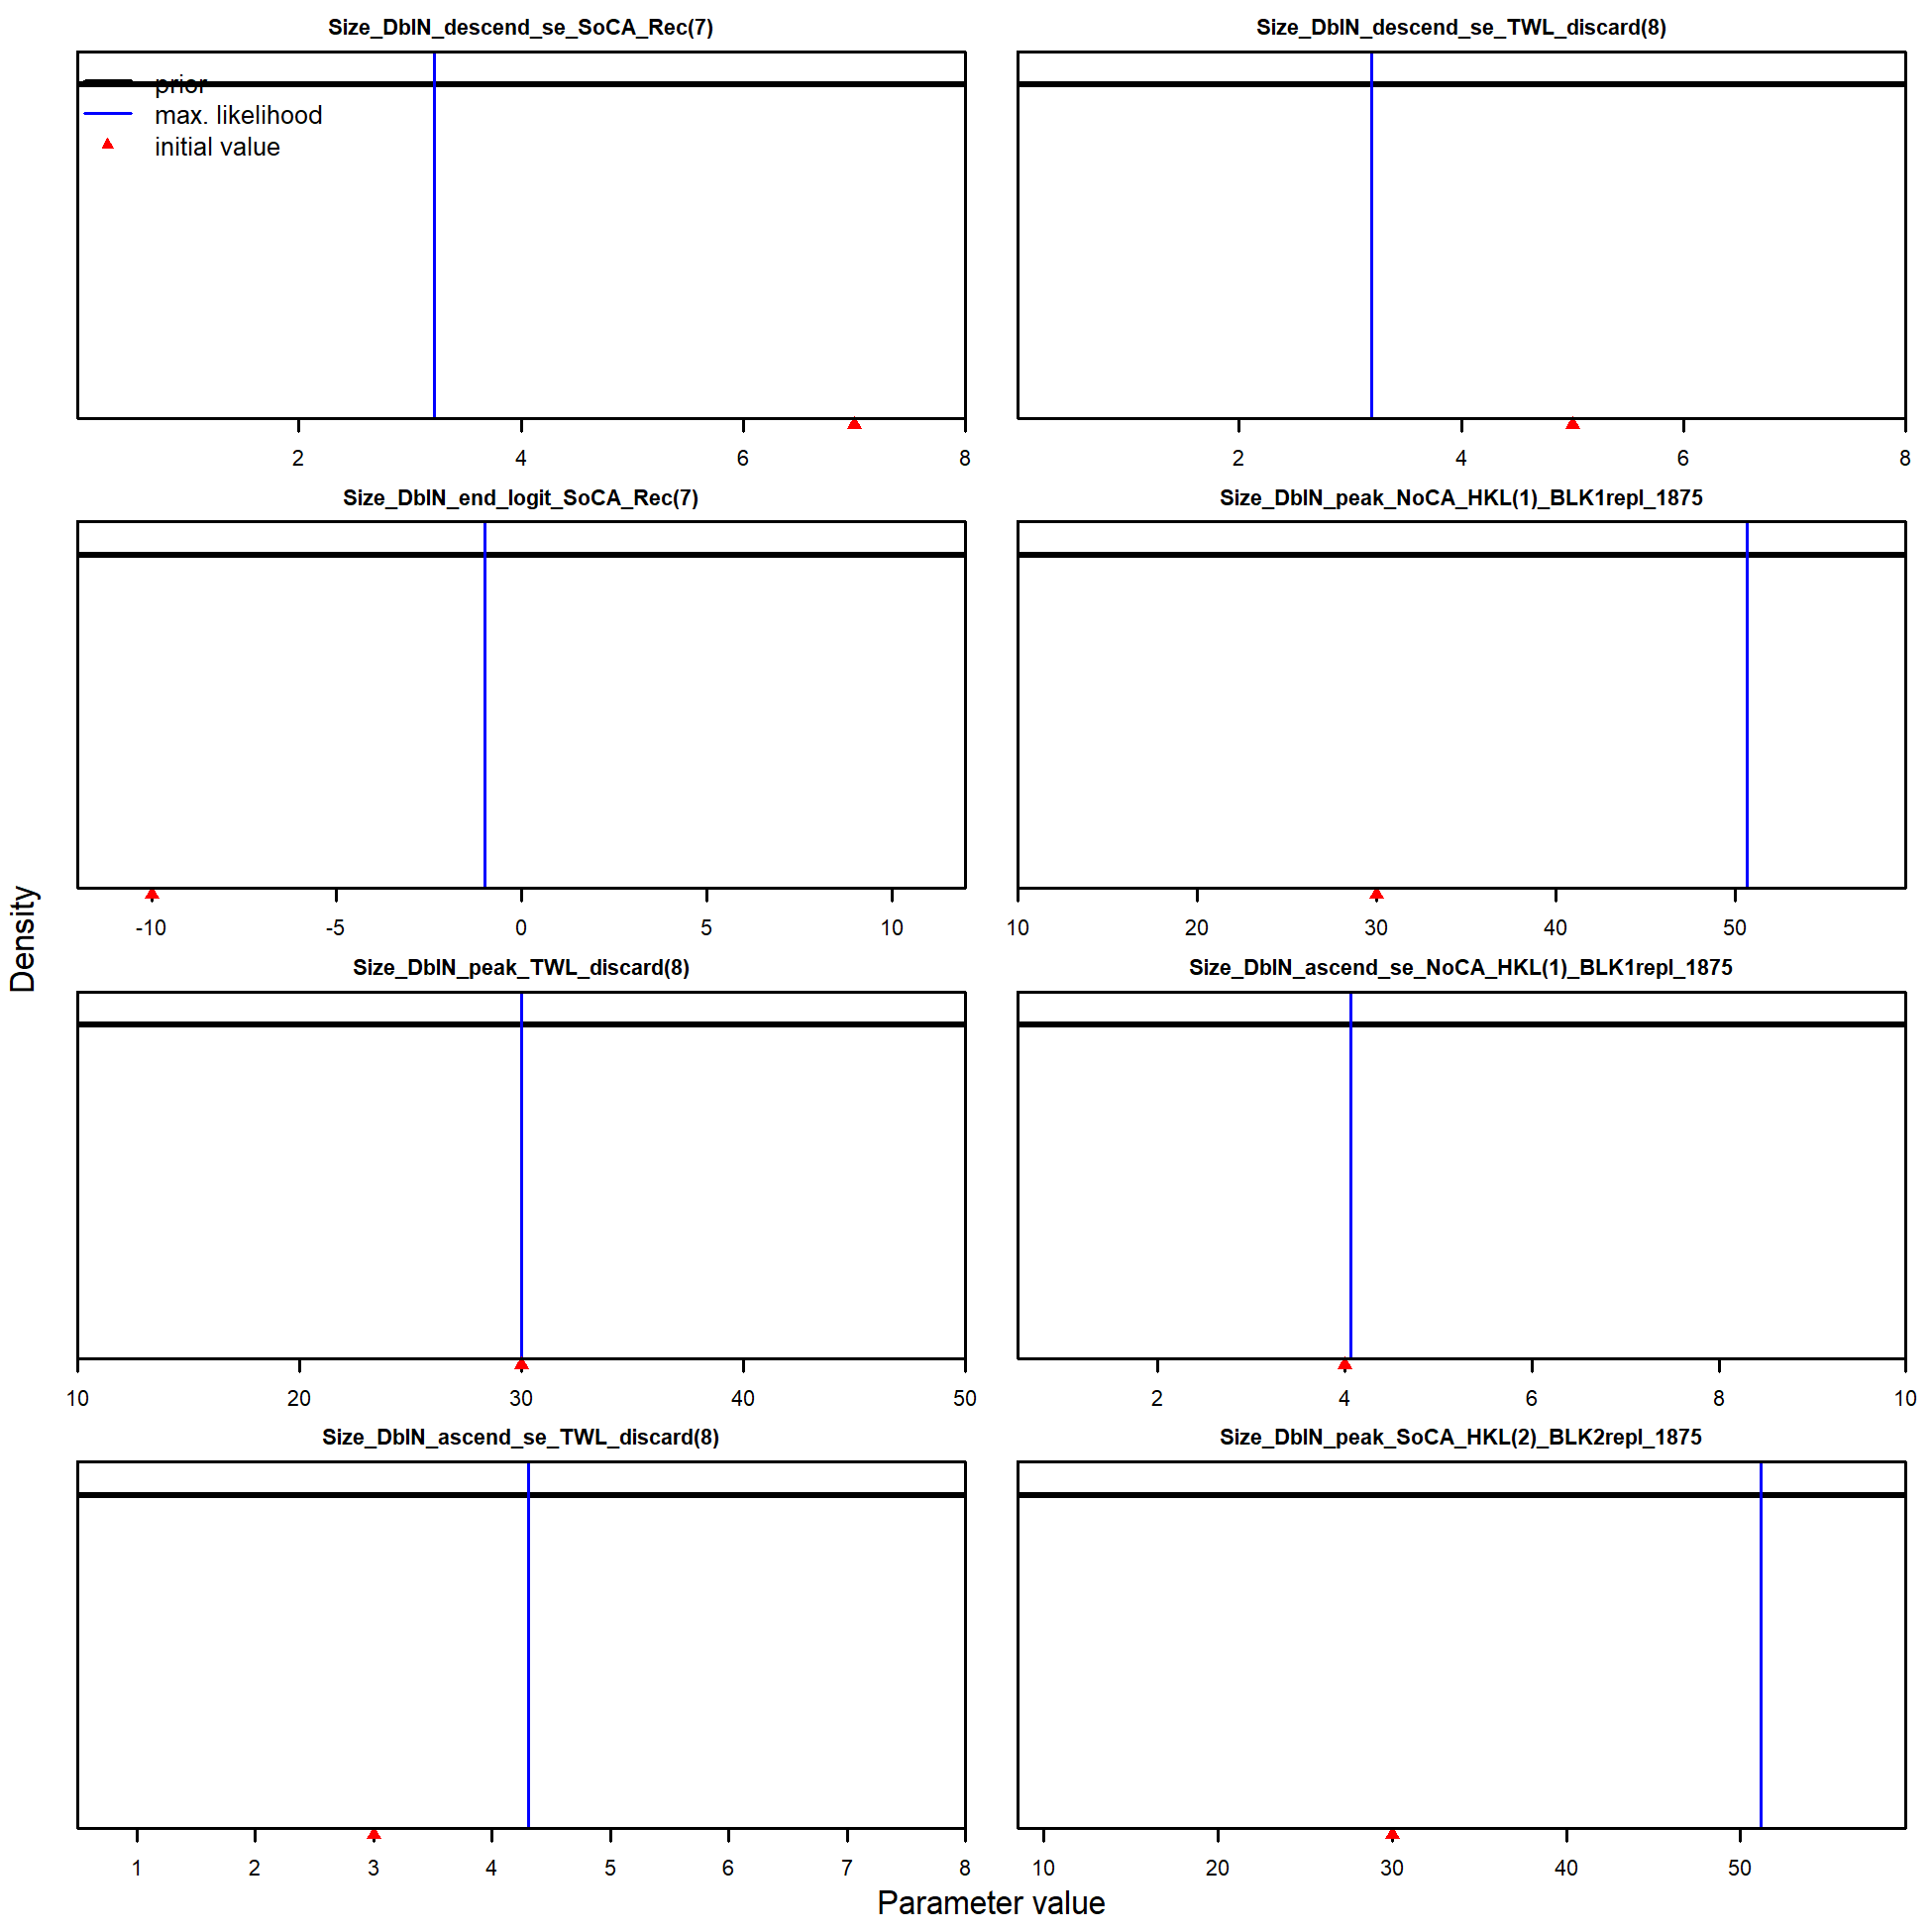 Size_DblN_descend_se_SoCA_Rec(7)
prior
max. likelihood
initial value
2 4 6 8
Size_DblN_descend_se_TWL_discard(8)
2 4 6 8
Size_DblN_end_logit_SoCA_Rec(7)
-10 -5 0 5 10
Size_DblN_peak_NoCA_HKL(1)_BLK1repl_1875
10 20 30 40 50
Size_DblN_peak_TWL_discard(8)
10 20 30 40 50
Size_DblN_ascend_se_NoCA_HKL(1)_BLK1repl_1875
2 4 6 8 10
Size_DblN_ascend_se_TWL_discard(8)
1 2 3 4 5 6 7 8
Size_DblN_peak_SoCA_HKL(2)_BLK2repl_1875
10 20 30 40 50
Density
Parameter value